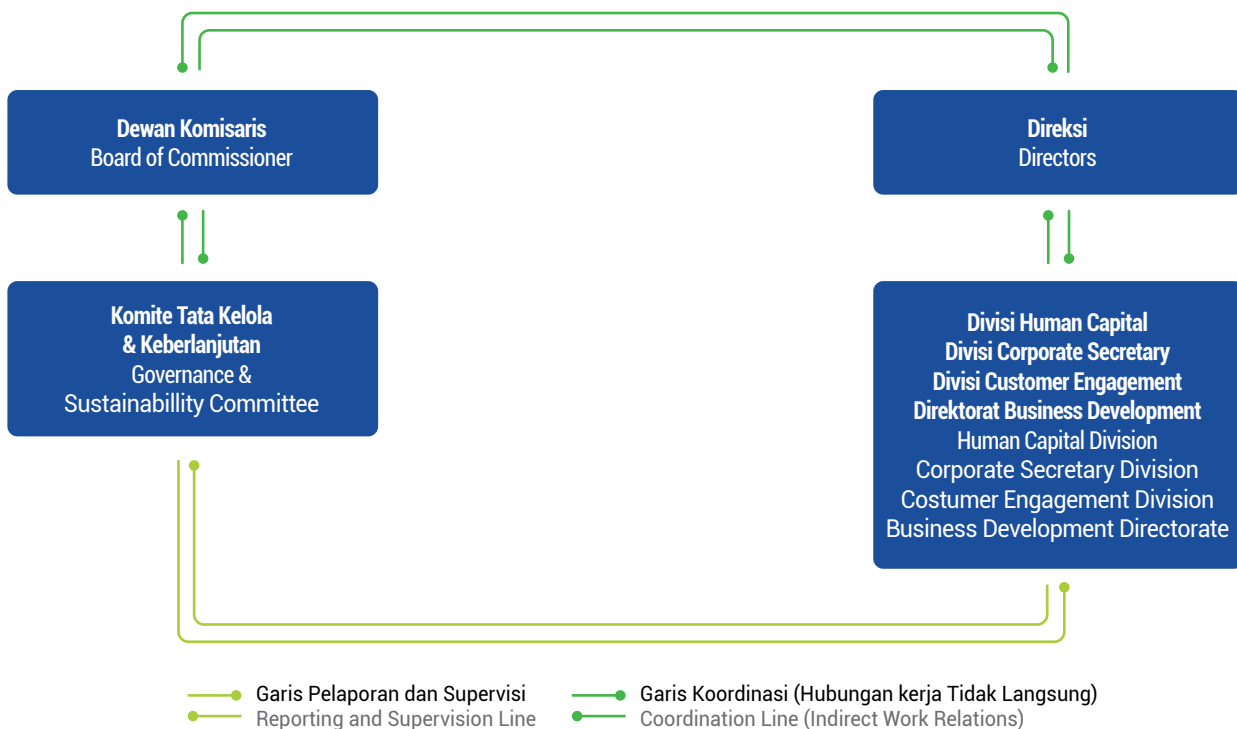 Dewan Komisaris
Board of Commissioner
Direksi
Directors
Komite Tata Kelola
& Keberlanjutan
Governance &
Sustainabillity Committee
Divisi Human Capital
Divisi Corporate Secretary
Divisi Customer Engagement
Direktorat Business Development
Human Capital Division
Corporate Secretary Division
Costumer Engagement Division
Business Development Directorate
Garis Pelaporan dan Supervisi
Reporting and Supervision Line
Garis Koordinasi (Hubungan kerja Tidak Langsung)
Coordination Line (Indirect Work Relations)